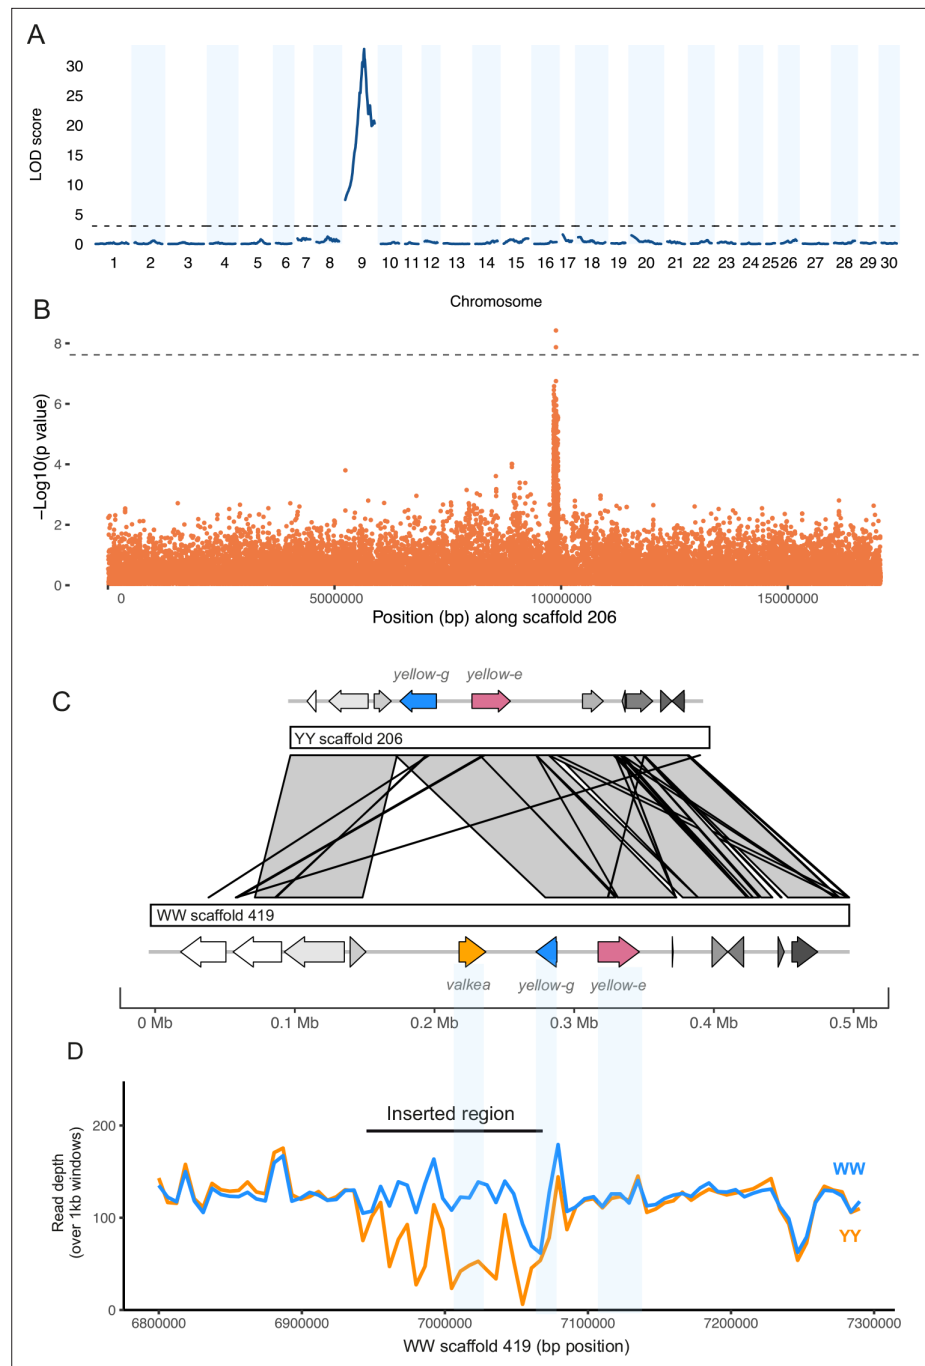 A
LOD score
30
25
20
15
10
5
0
1 2 3 4 5 6 7 8 9 10 11 12 13 14 15 16 17 18 19 20 21 22 23 24 25 26 27 28 29 30
Chromosome
B
−Log10(p value)
8
6
4
2
0
0 5000000 10000000 15000000
Position (bp) along scaffold 206
C
yellow-g yellow-e
YY scaffold 206
WW scaffold 419
valkea yellow-g yellow-e
0 Mb 0.1 Mb 0.2 Mb 0.3 Mb 0.4 Mb 0.5 Mb
D
Read depth
(over 1kb windows)
200
100
0
Inserted region
WW
YY
6800000 6900000 7000000 7100000 7200000 7300000
WW scaffold 419 (bp position)